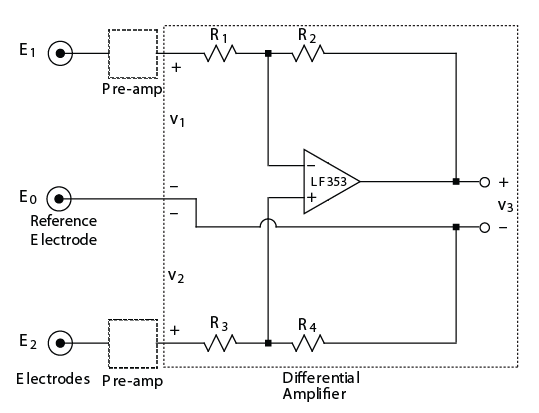 E1
R1
R2
+
Pre-amp
v1
−
LF353
+
+
v3
−
E0
−
−
Reference
Electrode
v2
E2
+
R3
R4
Electrodes
Pre-amp
Differential
Amplifier